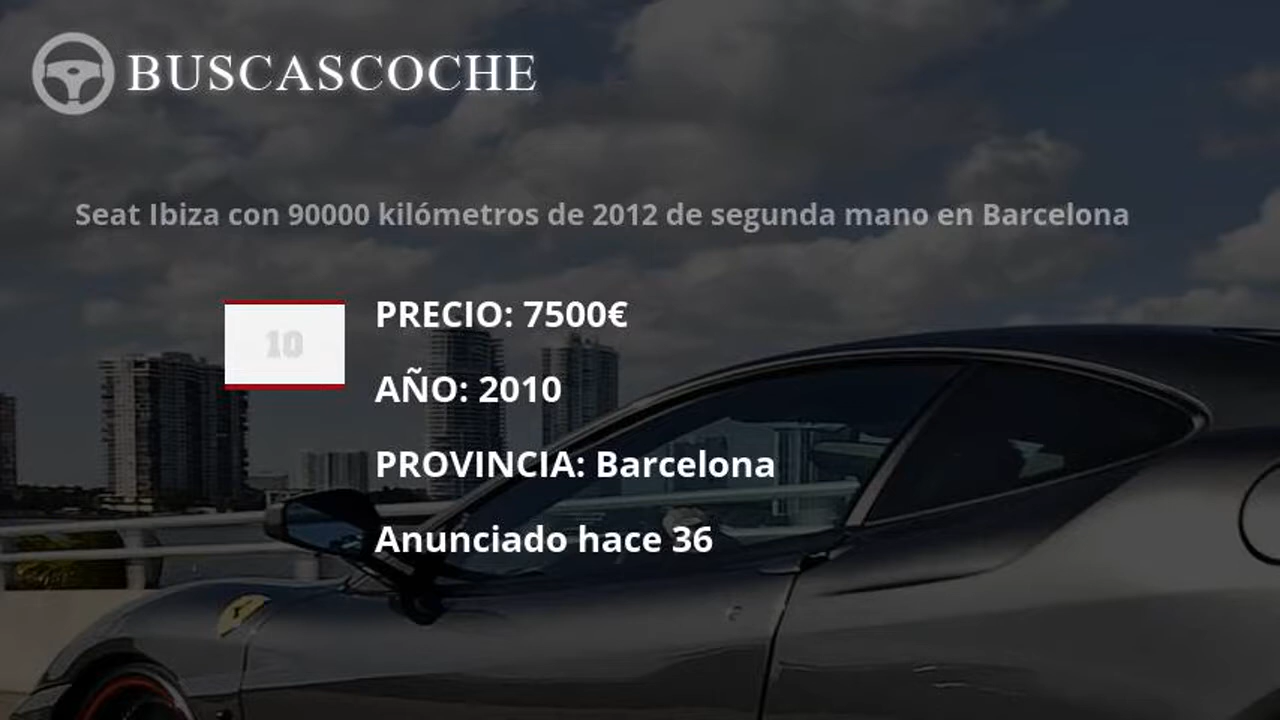 BUSCASCOCHE
Seat Ibiza con 90000 kilómetros de 2012 de segunda mano en Barcelona
10
PRECIO: 7500€
AÑO: 2010
PROVINCIA: Barcelona
Anunciado hace 36